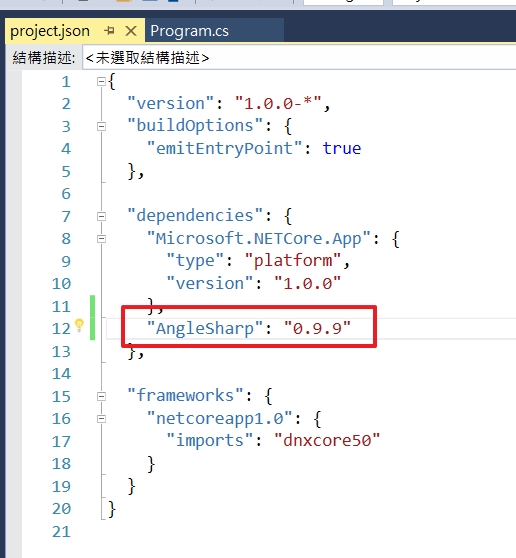 project.json Program.cs
結構描述: <未選取結構描述>
1 {
2 "version": "1.0.0-*",
3 "buildOptions": {
4 "emitEntryPoint": true
5 },
6
7 "dependencies": {
8 "Microsoft.NETCore.App": {
9 "type": "platform",
10 "version": "1.0.0"
11 },
12 "AngleSharp": "0.9.9"
13 },
14
15 "frameworks": {
16 "netcoreapp1.0": {
17 "imports": "dnxcore50"
18 }
19 }
20 }
21